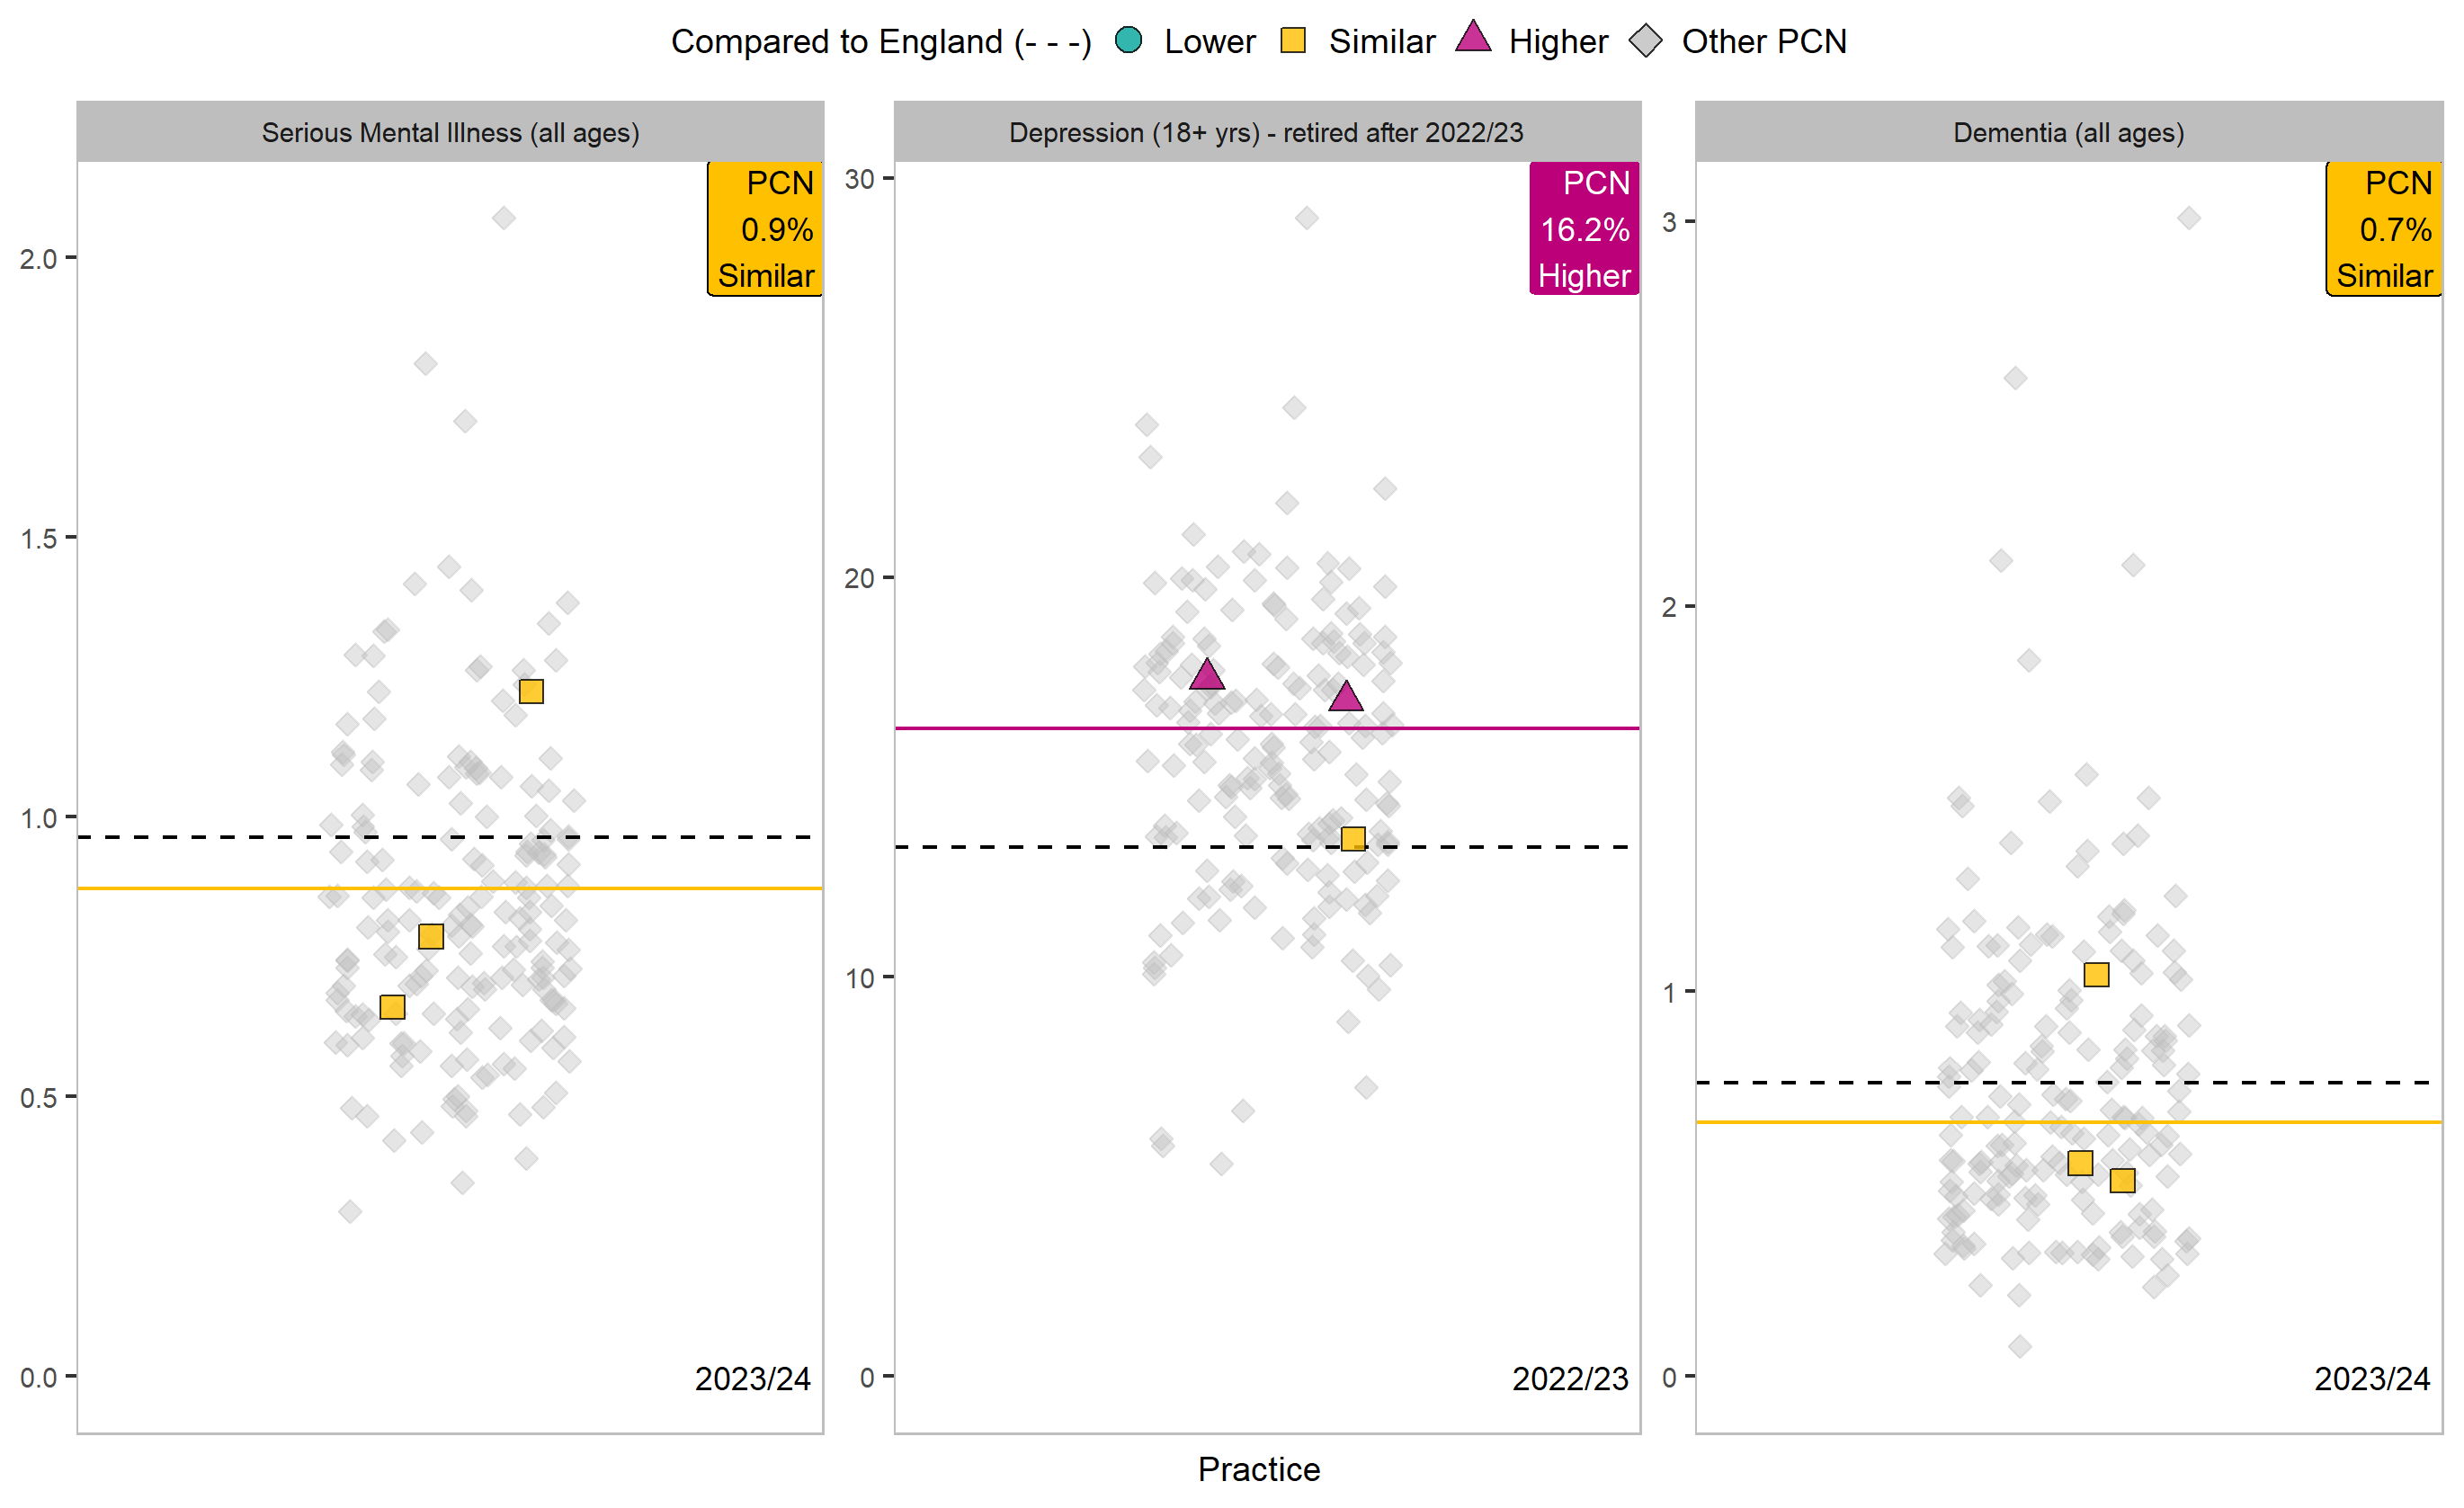 Compared to England (- - -) Lower Similar Higher Other PCN
Serious Mental Illness (all ages)
PCN
0.9%
Similar
2.0
1.5
1.0
0.5
0.0
2023/24
Depression (18+ yrs) - retired after 2022/23
PCN
16.2%
Higher
30
20
10
0
2022/23
Dementia (all ages)
PCN
0.7%
Similar
3
2
1
0
2023/24
Practice